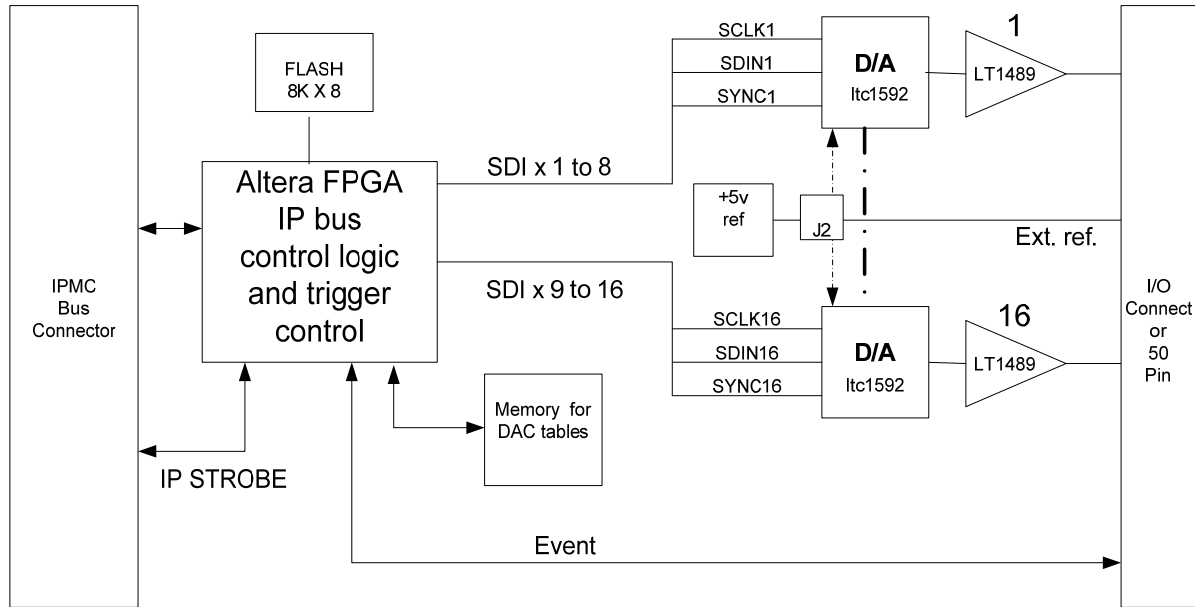 IPMC
Bus
Connector
FLASH
8K X 8
Altera FPGA
IP bus
control logic
and trigger
control
IP STROBE
SDI x 1 to 8
SDI x 9 to 16
Memory for
DAC tables
Event
SCLK1
SDIN1
SYNC1
D/A
ltc1592
1
LT1489
+5v
ref
J2
Ext. ref.
SCLK16
SDIN16
SYNC16
D/A
ltc1592
16
LT1489
I/O
Connect
or
50
Pin